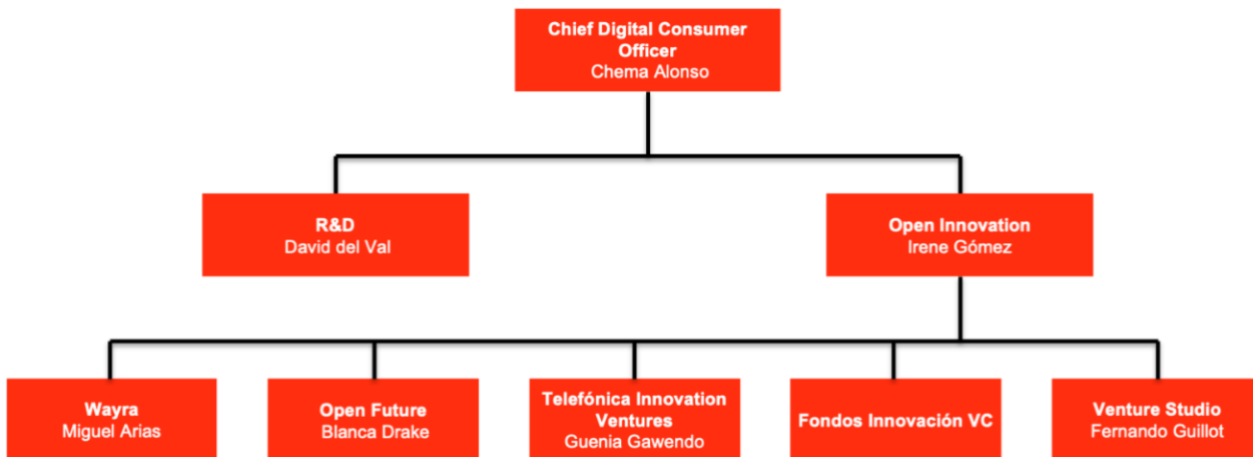 Chief Digital Consumer
Officer
Chema Alonso
R&D
David del Val
Open Innovation
Irene Gómez
Wayra
Miguel Arias
Open Future
Blanca Drake
Telefónica Innovation
Ventures
Guenia Gawendo
Fondos Innovación VC
Venture Studio
Fernando Guillot